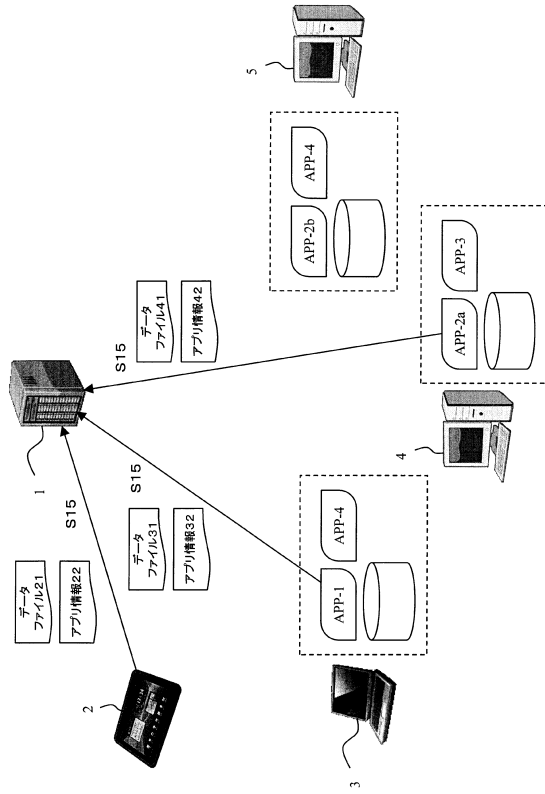 1
S15
データ
ファイル21
アプリ情報22
2
S15
データ
ファイル31
アプリ情報32
S15
データ
ファイル41
アプリ情報42
3
APP-1
APP-4
4
APP-2a
APP-3
5
APP-2b
APP-4